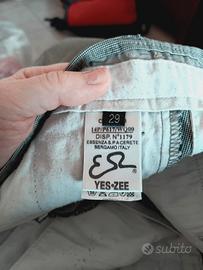 29
DISP. N°1179
ESSENZA S.P.A CERETE
BERGAMO/ITALY
YES•ZEE
subito